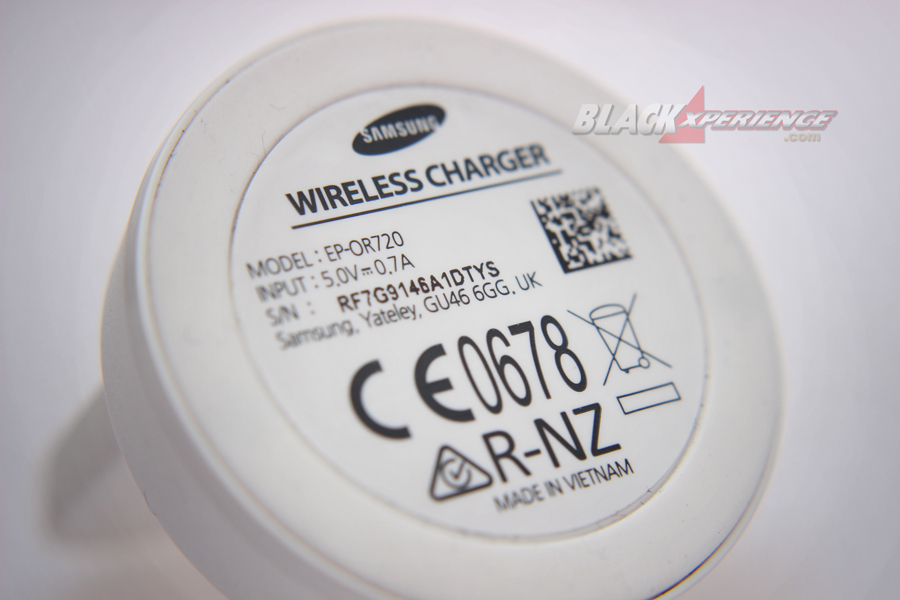 BLACKXPERIENCE
.com
SAMSUNG
WIRELESS CHARGER
MODEL : EP-OR720
INPUT : 5.0V⎓0.7A
S/N : RF7G9146A1DTYS
Samsung, Yateley, GU46 6GG, UK
CE0678
R-NZ
MADE IN VIETNAM